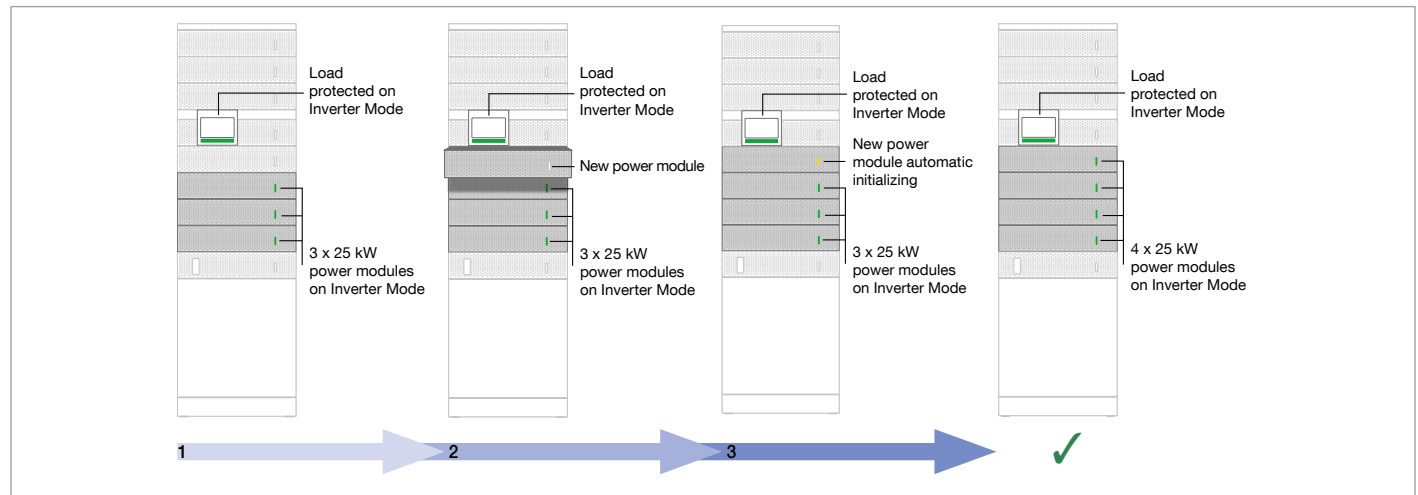 Load
protected on
Inverter Mode
3 x 25 kW
power modules
on Inverter Mode
Load
protected on
Inverter Mode
New power module
3 x 25 kW
power modules
on Inverter Mode
Load
protected on
Inverter Mode
New power
module automatic
initializing
3 x 25 kW
power modules
on Inverter Mode
Load
protected on
Inverter Mode
4 x 25 kW
power modules
on Inverter Mode
1
2
3